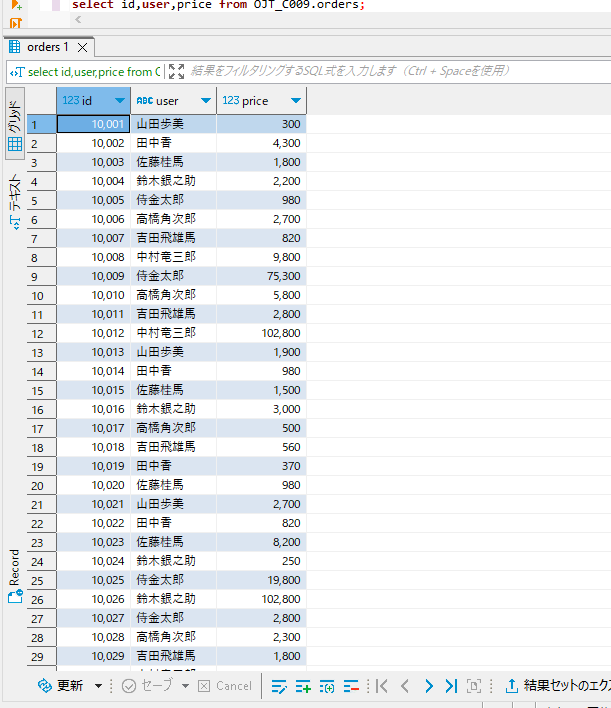 select id,user,price from OJT_C009.orders;
orders 1
select id,user,price from O
結果をフィルタリングするSQL式を入力します (Ctrl + Spaceを使用)
グリッド
テキスト
Record
123 id ABC user 123 price
1 10,001 山田歩美 300
2 10,002 田中香 4,300
3 10,003 佐藤桂馬 1,800
4 10,004 鈴木銀之助 2,200
5 10,005 侍金太郎 980
6 10,006 高橋角次郎 2,700
7 10,007 吉田飛雄馬 820
8 10,008 中村竜三郎 9,800
9 10,009 侍金太郎 75,300
10 10,010 高橋角次郎 5,800
11 10,011 吉田飛雄馬 2,800
12 10,012 中村竜三郎 102,800
13 10,013 山田歩美 1,900
14 10,014 田中香 980
15 10,015 佐藤桂馬 1,500
16 10,016 鈴木銀之助 3,000
17 10,017 高橋角次郎 500
18 10,018 吉田飛雄馬 560
19 10,019 田中香 370
20 10,020 佐藤桂馬 980
21 10,021 山田歩美 2,700
22 10,022 田中香 820
23 10,023 佐藤桂馬 8,200
24 10,024 鈴木銀之助 250
25 10,025 侍金太郎 19,800
26 10,026 鈴木銀之助 102,800
27 10,027 侍金太郎 2,800
28 10,028 高橋角次郎 2,300
29 10,029 吉田飛雄馬 1,800
更新 セーブ Cancel 結果セットのエク